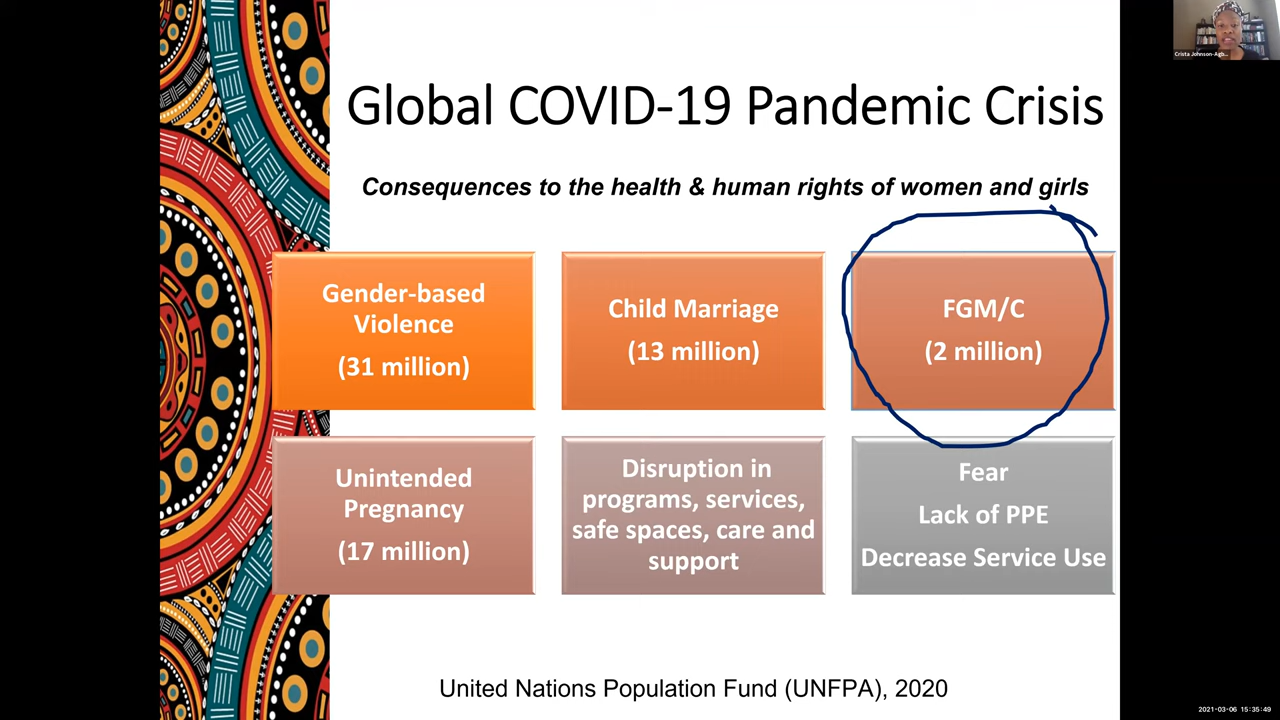 Crista Johnson-Agb...
Global COVID-19 Pandemic Crisis
Consequences to the health & human rights of women and girls
Gender-based
Violence
(31 million)
Child Marriage
(13 million)
FGM/C
(2 million)
Unintended
Pregnancy
(17 million)
Disruption in
programs, services,
safe spaces, care and
support
Fear
Lack of PPE
Decrease Service Use
United Nations Population Fund (UNFPA), 2020
2021-03-06 15:35:49